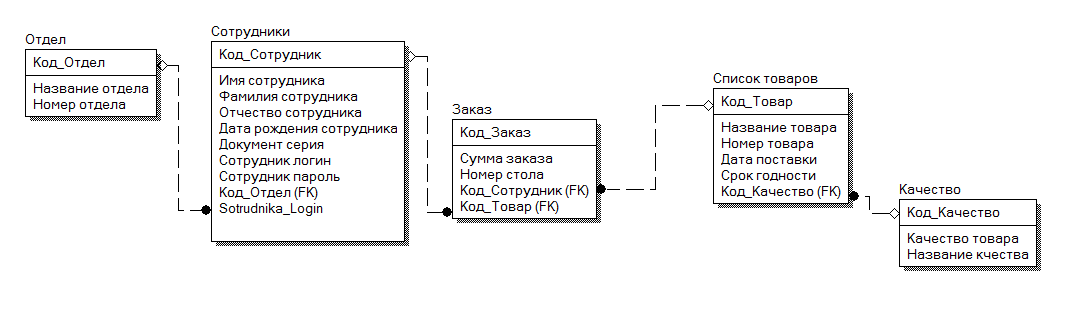 Отдел
Код_Отдел
Название отдела
Номер отдела
Сотрудники
Код_Сотрудник
Имя сотрудника
Фамилия сотрудника
Отчество сотрудника
Дата рождения сотрудника
Документ серия
Сотрудник логин
Сотрудник пароль
Код_Отдел (FK)
Sotrudnika_Login
Заказ
Код_Заказ
Сумма заказа
Номер стола
Код_Сотрудник (FK)
Код_Товар (FK)
Список товаров
Код_Товар
Название товара
Номер товара
Дата поставки
Срок годности
Код_Качество (FK)
Качество
Код_Качество
Качество товара
Название кчества